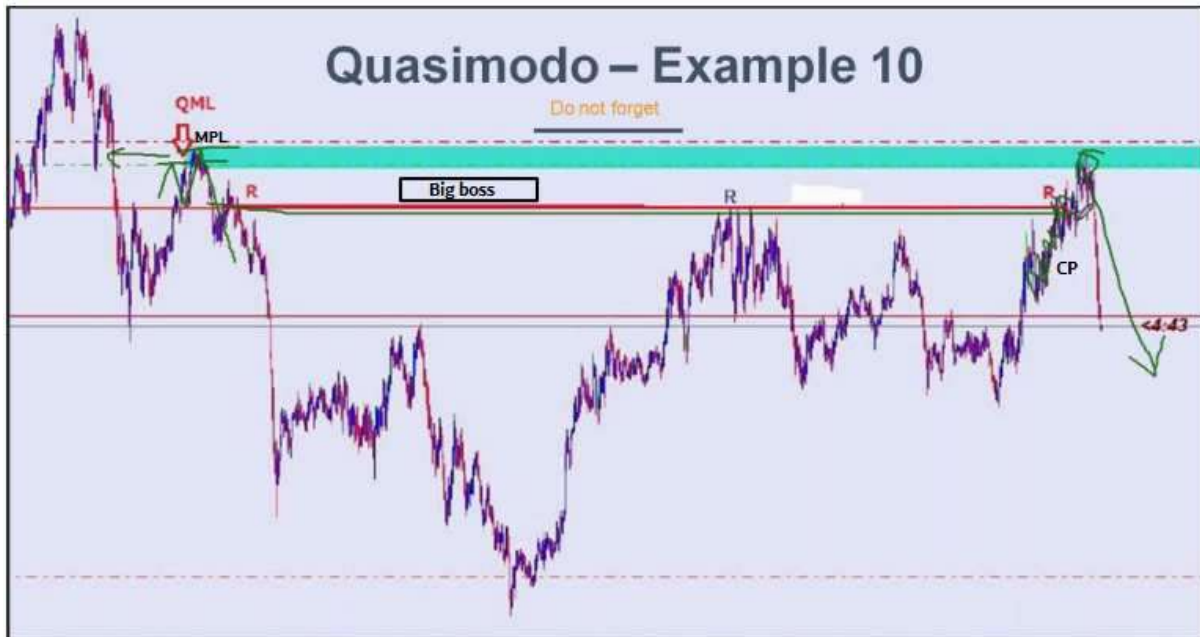 Quasimodo – Example 10
Do not forget
QML
MPL
R
Big boss
R
R
CP
<4:43